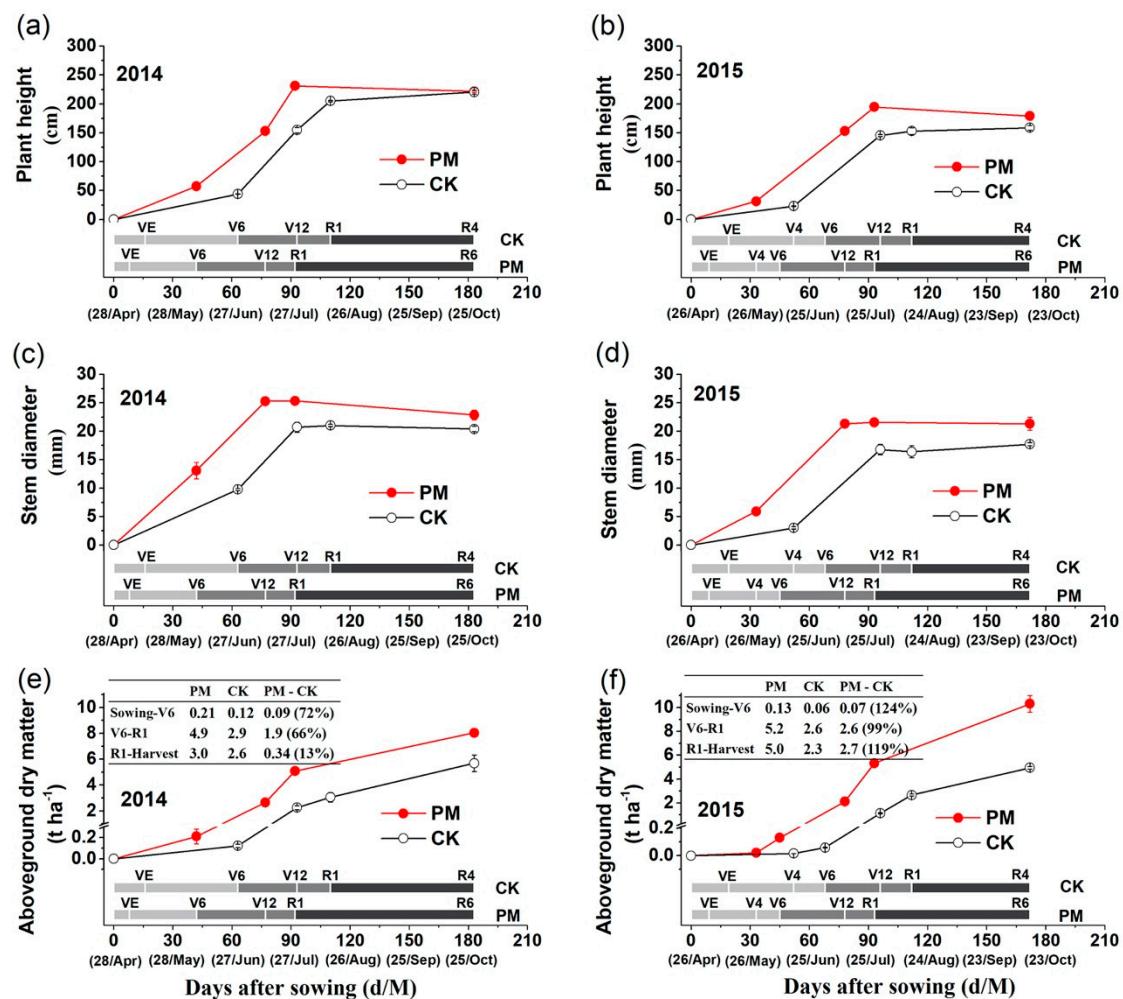 (a)
300
250
200
150
100
50
0
Plant height
(cm)
2014
PM
CK
VE V6 V12 R1 R4
CK
VE V6 V12 R1 R6
PM
0 30 60 90 120 150 180 210
(28/Apr) (28/May) (27/Jun) (27/Jul) (26/Aug) (25/Sep) (25/Oct)
(b)
300
250
200
150
100
50
0
Plant height
(cm)
2015
PM
CK
VE V4 V6 V12 R1 R4
CK
VE V4 V6 V12 R1 R6
PM
0 30 60 90 120 150 180 210
(26/Apr) (26/May) (25/Jun) (25/Jul) (24/Aug) (23/Sep) (23/Oct)
(c)
30
25
20
15
10
5
0
Stem diameter
(mm)
2014
PM
CK
VE V6 V12 R1 R4
CK
VE V6 V12 R1 R6
PM
0 30 60 90 120 150 180 210
(28/Apr) (28/May) (27/Jun) (27/Jul) (26/Aug) (25/Sep) (25/Oct)
(d)
30
25
20
15
10
5
0
Stem diameter
(mm)
2015
PM
CK
VE V4 V6 V12 R1 R4
CK
VE V4 V6 V12 R1 R6
PM
0 30 60 90 120 150 180 210
(26/Apr) (26/May) (25/Jun) (25/Jul) (24/Aug) (23/Sep) (23/Oct)
(e)
10
8
6
4
2
0.2
0.0
Aboveground dry matter
(t ha⁻¹)
PM CK PM - CK
Sowing-V6 0.21 0.12 0.09 (72%)
V6-R1 4.9 2.9 1.9 (66%)
R1-Harvest 3.0 2.6 0.34 (13%)
2014
PM
CK
VE V6 V12 R1 R4
CK
VE V6 V12 R1 R6
PM
0 30 60 90 120 150 180 210
(28/Apr) (28/May) (27/Jun) (27/Jul) (26/Aug) (25/Sep) (25/Oct)
Days after sowing (d/M)
(f)
10
8
6
4
2
0.2
0.0
Aboveground dry matter
(t ha⁻¹)
PM CK PM - CK
Sowing-V6 0.13 0.06 0.07 (124%)
V6-R1 5.2 2.6 2.6 (99%)
R1-Harvest 5.0 2.3 2.7 (119%)
2015
PM
CK
VE V4 V6 V12 R1 R4
CK
VE V4 V6 V12 R1 R6
PM
0 30 60 90 120 150 180 210
(26/Apr) (26/May) (25/Jun) (25/Jul) (24/Aug) (23/Sep) (23/Oct)
Days after sowing (d/M)